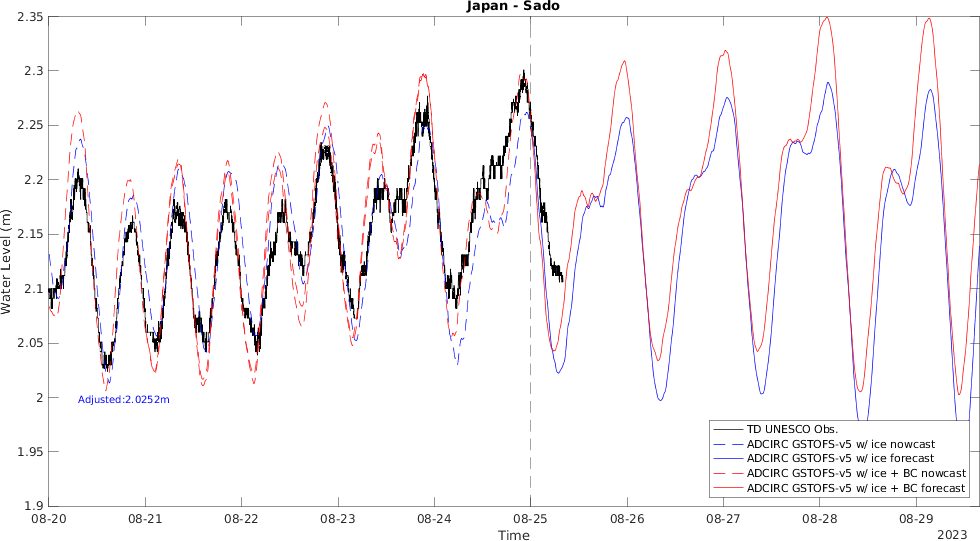 Japan - Sado
2.35
2.3
2.25
2.2
2.15
2.1
2.05
2
1.95
1.9
Water Level (m)
Adjusted:2.0252m
TD UNESCO Obs.
ADCIRC GSTOFS-v5 w/ ice nowcast
ADCIRC GSTOFS-v5 w/ ice forecast
ADCIRC GSTOFS-v5 w/ ice + BC nowcast
ADCIRC GSTOFS-v5 w/ ice + BC forecast
08-20 08-21 08-22 08-23 08-24 08-25 08-26 08-27 08-28 08-29
Time
2023